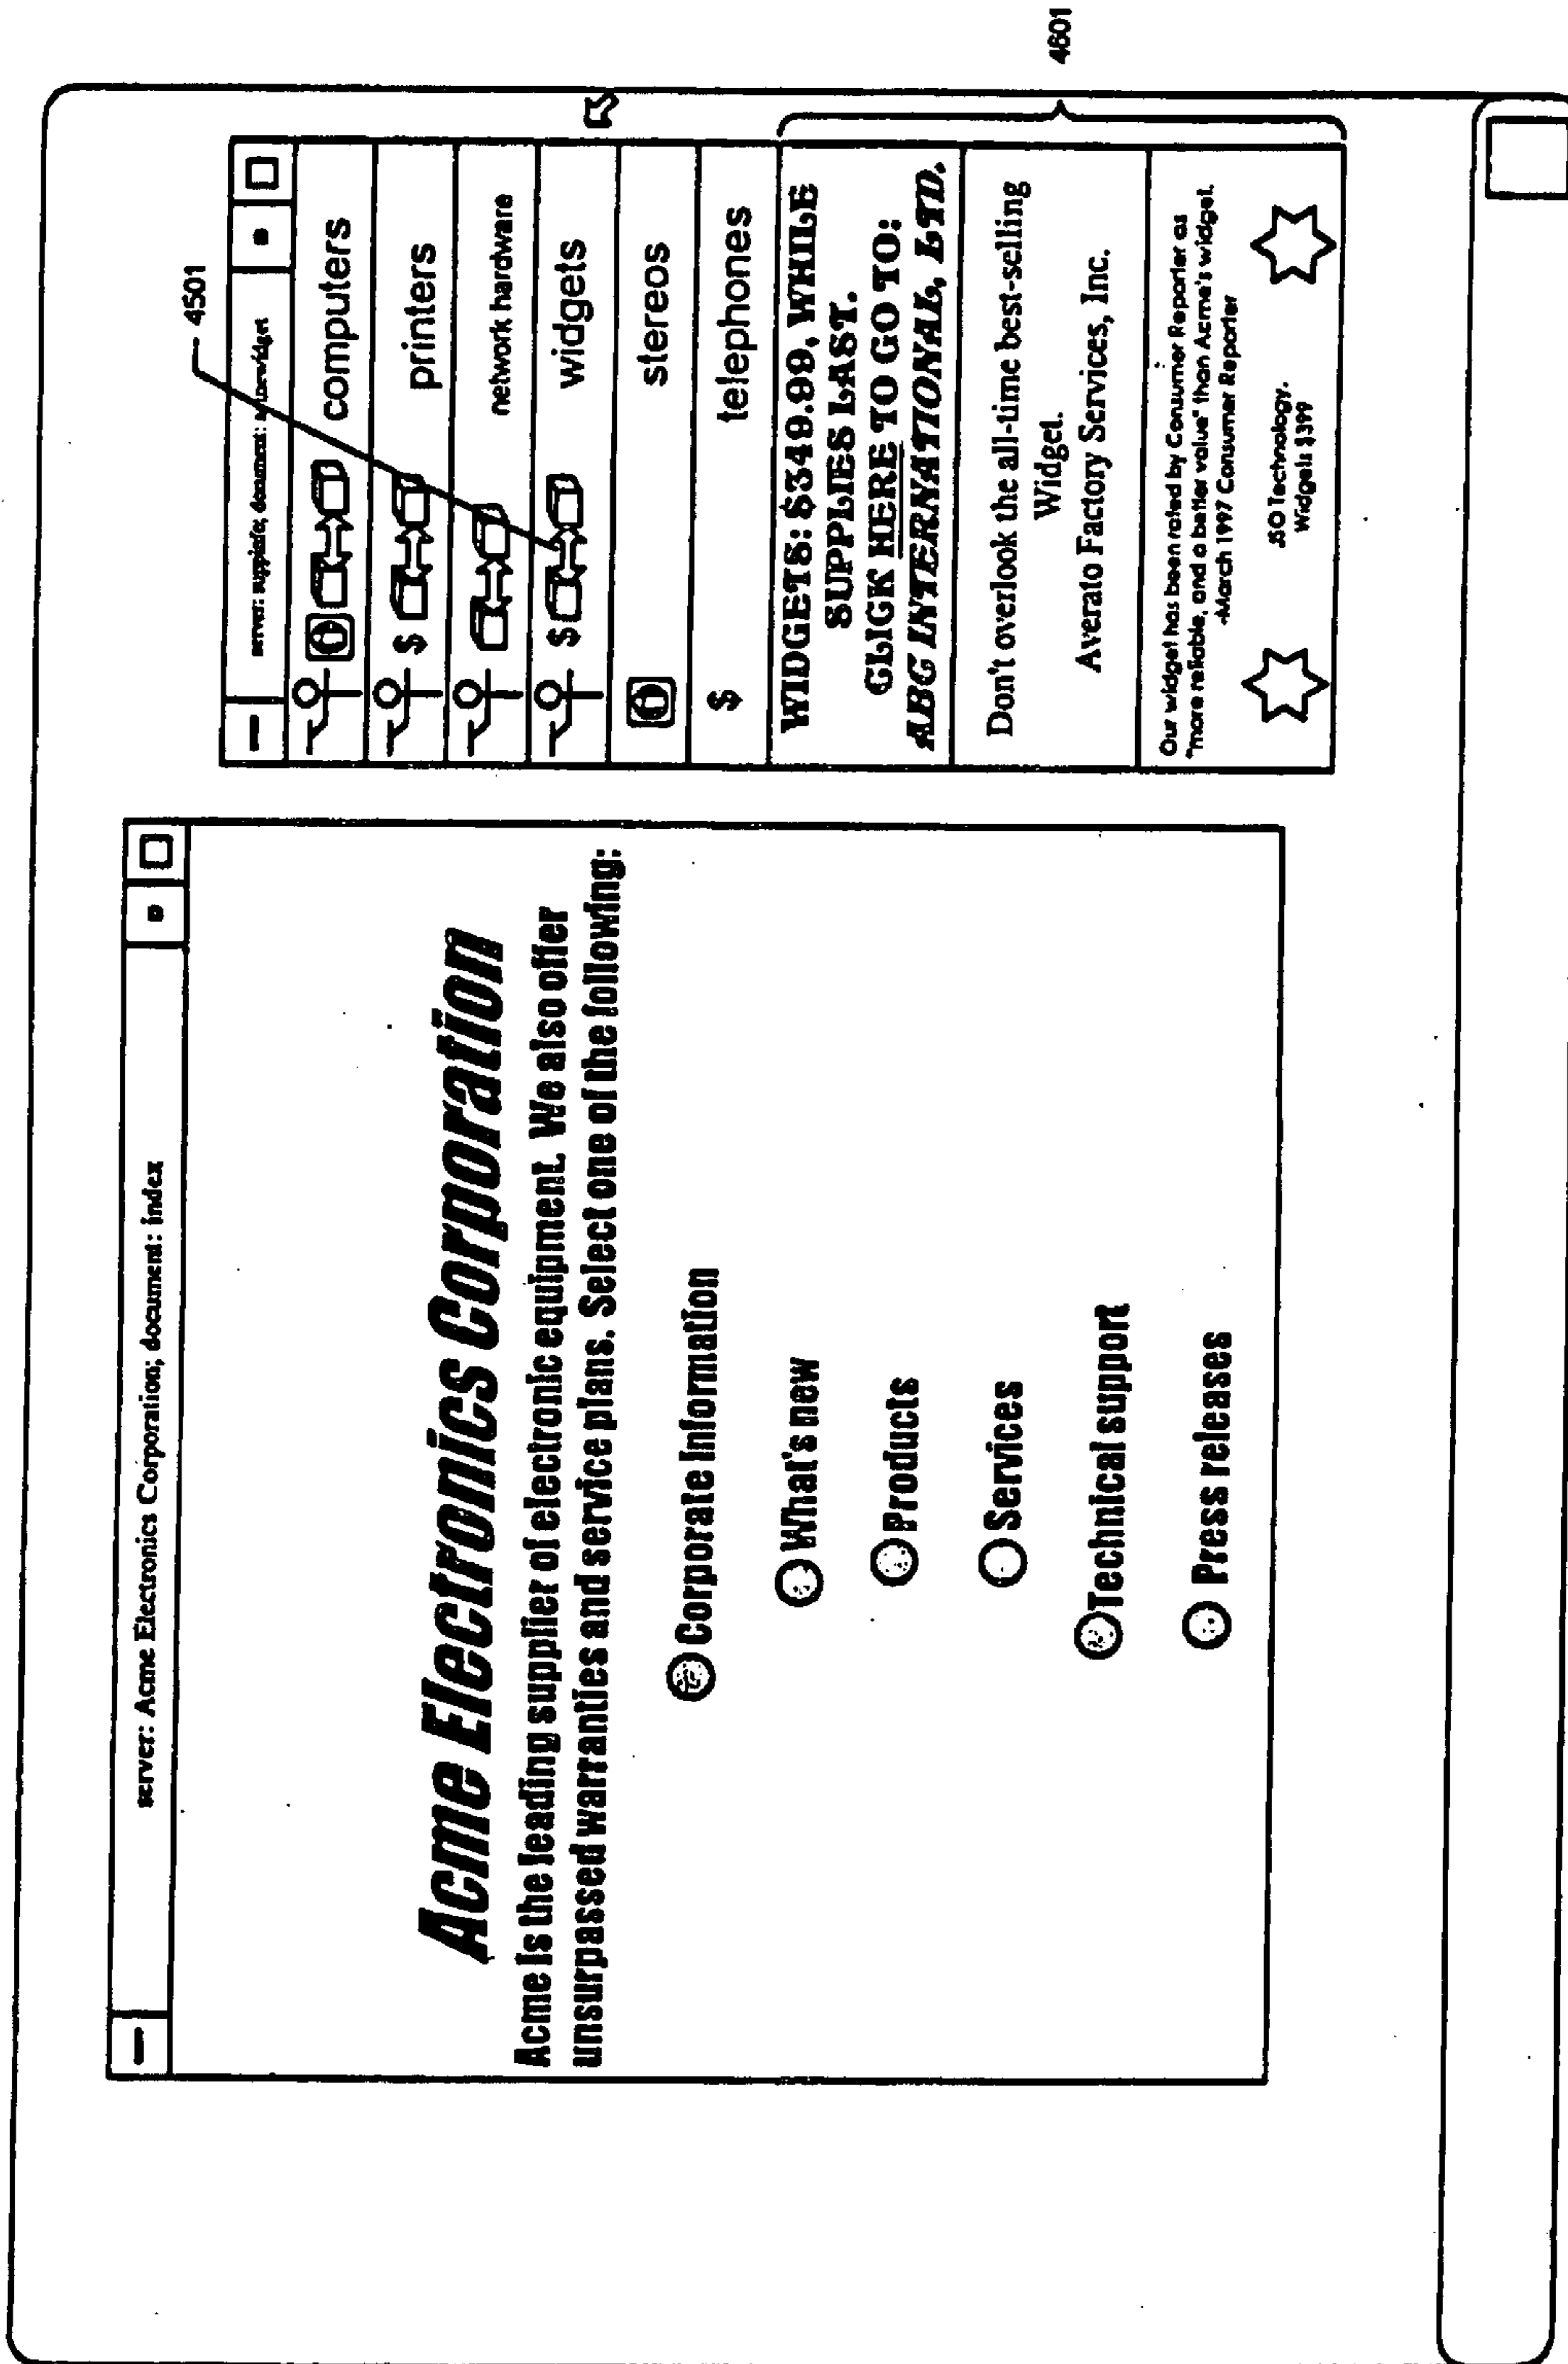 server: Acme Electronics Corporation; document: index
Acme Electronics Corporation
Acme is the leading supplier of electronic equipment. We also offer
unsurpassed warranties and service plans. Select one of the following:
Corporate Information
What's new
Products
Services
Technical support
Press releases
4501
server: document:
computers
printers
$
network hardware
widgets
$
stereos
telephones
$
WIDGETS: $349.99, WHILE
SUPPLIES LAST.
CLICK HERE TO GO TO:
ABG INTERNATIONAL, LTD.
Don't overlook the all-time best-selling
Widget.
Averato Factory Services, Inc.
Our widget has been rated by Consumer Reporter as
"more reliable, and a better value" than Acme's widget.
-March 1997 Consumer Reporter
Technology.
Widgets $399
4601